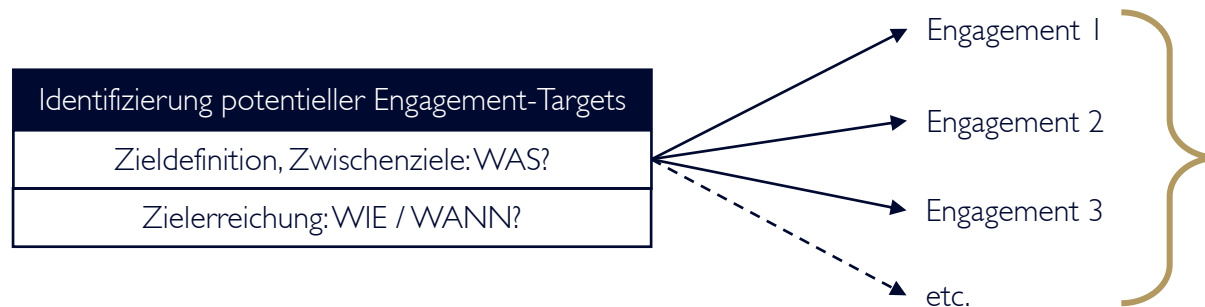 Identifizierung potentieller Engagement-Targets
Zieldefinition, Zwischenziele: WAS?
Zielerreichung: WIE / WANN?
Engagement 1
Engagement 2
Engagement 3
etc.